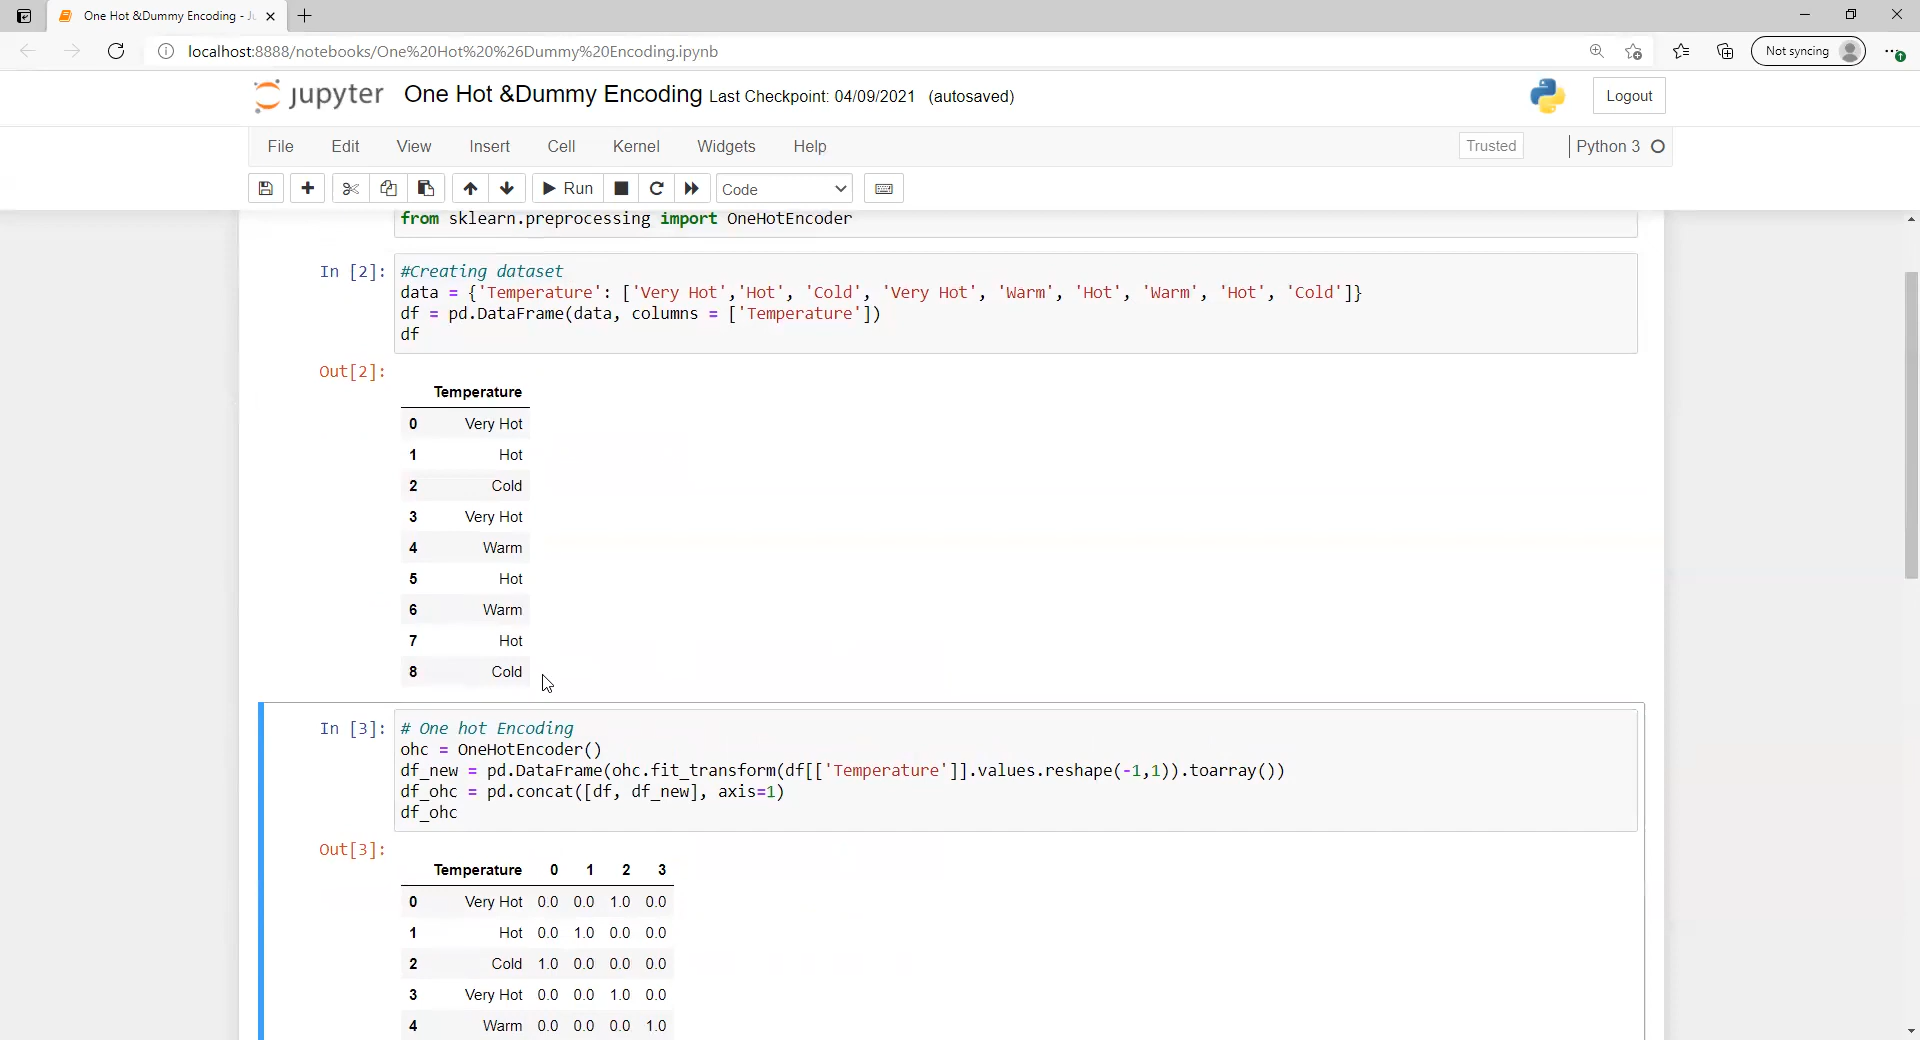 One Hot &Dummy Encoding - Ju
localhost:8888/notebooks/One%20Hot%20%26Dummy%20Encoding.ipynb
Not syncing
jupyter One Hot &Dummy Encoding Last Checkpoint: 04/09/2021 (autosaved)
Logout
File Edit View Insert Cell Kernel Widgets Help
Trusted
Python 3
Run
Code
from sklearn.preprocessing import OneHotEncoder
In [2]: #Creating dataset
data = {'Temperature': ['Very Hot','Hot', 'Cold', 'Very Hot', 'Warm', 'Hot', 'Warm', 'Hot', 'Cold']}
df = pd.DataFrame(data, columns = ['Temperature'])
df
Out[2]:
Temperature
0 Very Hot
1 Hot
2 Cold
3 Very Hot
4 Warm
5 Hot
6 Warm
7 Hot
8 Cold
In [3]: # One hot Encoding
ohc = OneHotEncoder()
df_new = pd.DataFrame(ohc.fit_transform(df[['Temperature']].values.reshape(-1,1)).toarray())
df_ohc = pd.concat([df, df_new], axis=1)
df_ohc
Out[3]:
Temperature 0 1 2 3
0 Very Hot 0.0 0.0 1.0 0.0
1 Hot 0.0 1.0 0.0 0.0
2 Cold 1.0 0.0 0.0 0.0
3 Very Hot 0.0 0.0 1.0 0.0
4 Warm 0.0 0.0 0.0 1.0